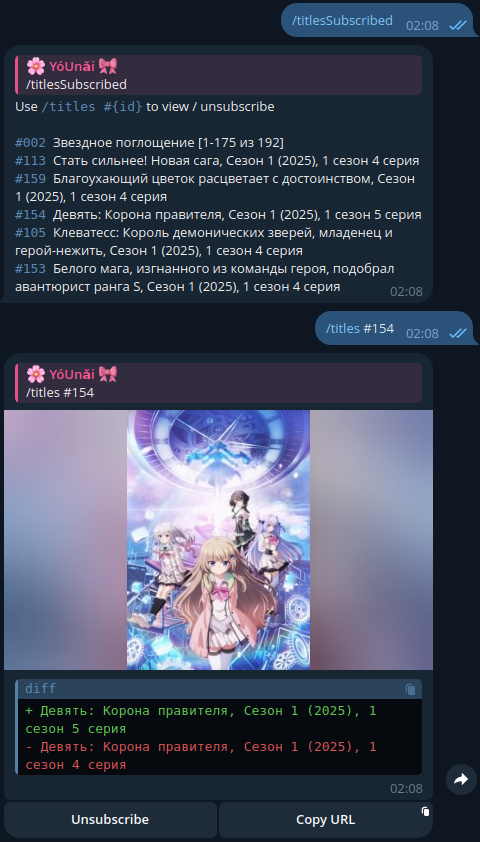 /titlesSubscribed 02:08
🌸 YóUnǎi 🎀
/titlesSubscribed
Use /titles #{id} to view / unsubscribe
#002 Звездное поглощение [1-175 из 192]
#113 Стать сильнее! Новая сага, Сезон 1 (2025), 1 сезон 4 серия
#159 Благоухающий цветок расцветает с достоинством, Сезон
1 (2025), 1 сезон 4 серия
#154 Девять: Корона правителя, Сезон 1 (2025), 1 сезон 5 серия
#105 Клеватесс: Король демонических зверей, младенец и
герой-нежить, Сезон 1 (2025), 1 сезон 4 серия
#153 Белого мага, изгнанного из команды героя, подобрал
авантюрист ранга S, Сезон 1 (2025), 1 сезон 4 серия
02:08
/titles #154 02:08
🌸 YóUnǎi 🎀
/titles #154
diff
+ Девять: Корона правителя, Сезон 1 (2025), 1
сезон 5 серия
- Девять: Корона правителя, Сезон 1 (2025), 1
сезон 4 серия
02:08
Unsubscribe
Copy URL